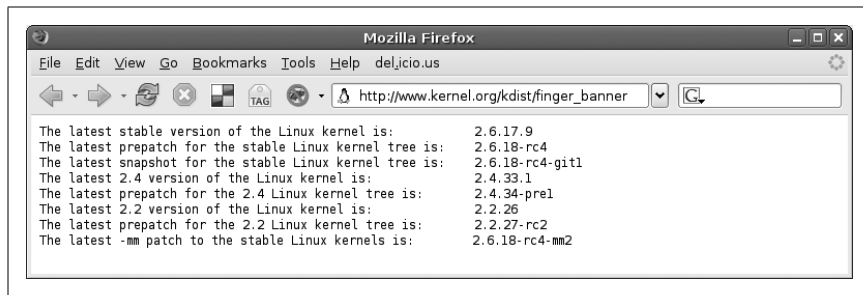 Mozilla Firefox
File Edit View Go Bookmarks Tools Help del.icio.us
TAG http://www.kernel.org/kdist/finger_banner G
The latest stable version of the Linux kernel is: 2.6.17.9
The latest prepatch for the stable Linux kernel tree is: 2.6.18-rc4
The latest snapshot for the stable Linux kernel tree is: 2.6.18-rc4-git1
The latest 2.4 version of the Linux kernel is: 2.4.33.1
The latest prepatch for the 2.4 Linux kernel tree is: 2.4.34-pre1
The latest 2.2 version of the Linux kernel is: 2.2.26
The latest prepatch for the 2.2 Linux kernel tree is: 2.2.27-rc2
The latest -mm patch to the stable Linux kernels is: 2.6.18-rc4-mm2